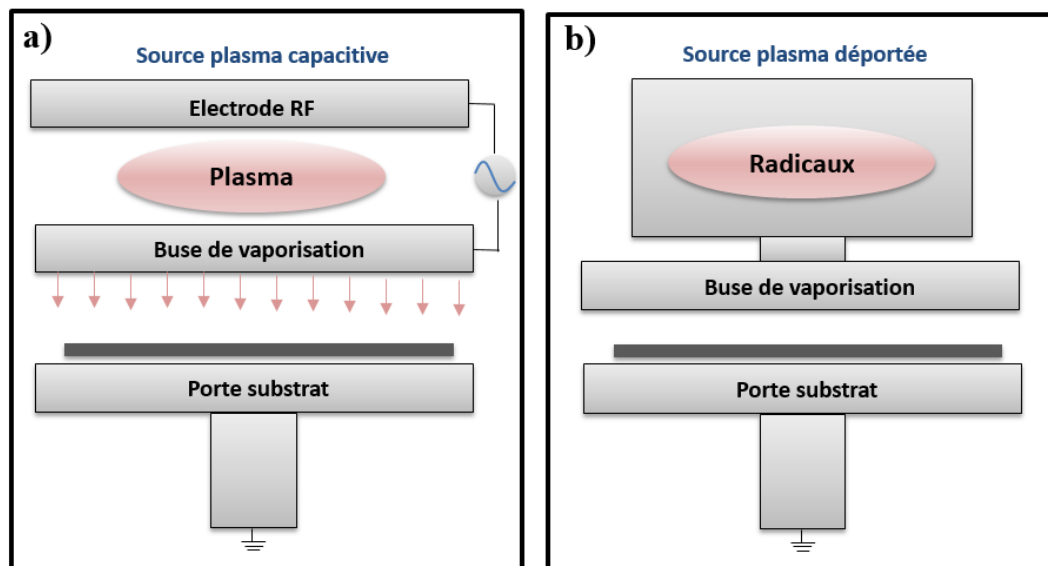 a)
Source plasma capacitive
Electrode RF
Plasma
Buse de vaporisation
Porte substrat
b)
Source plasma déportée
Radicaux
Buse de vaporisation
Porte substrat